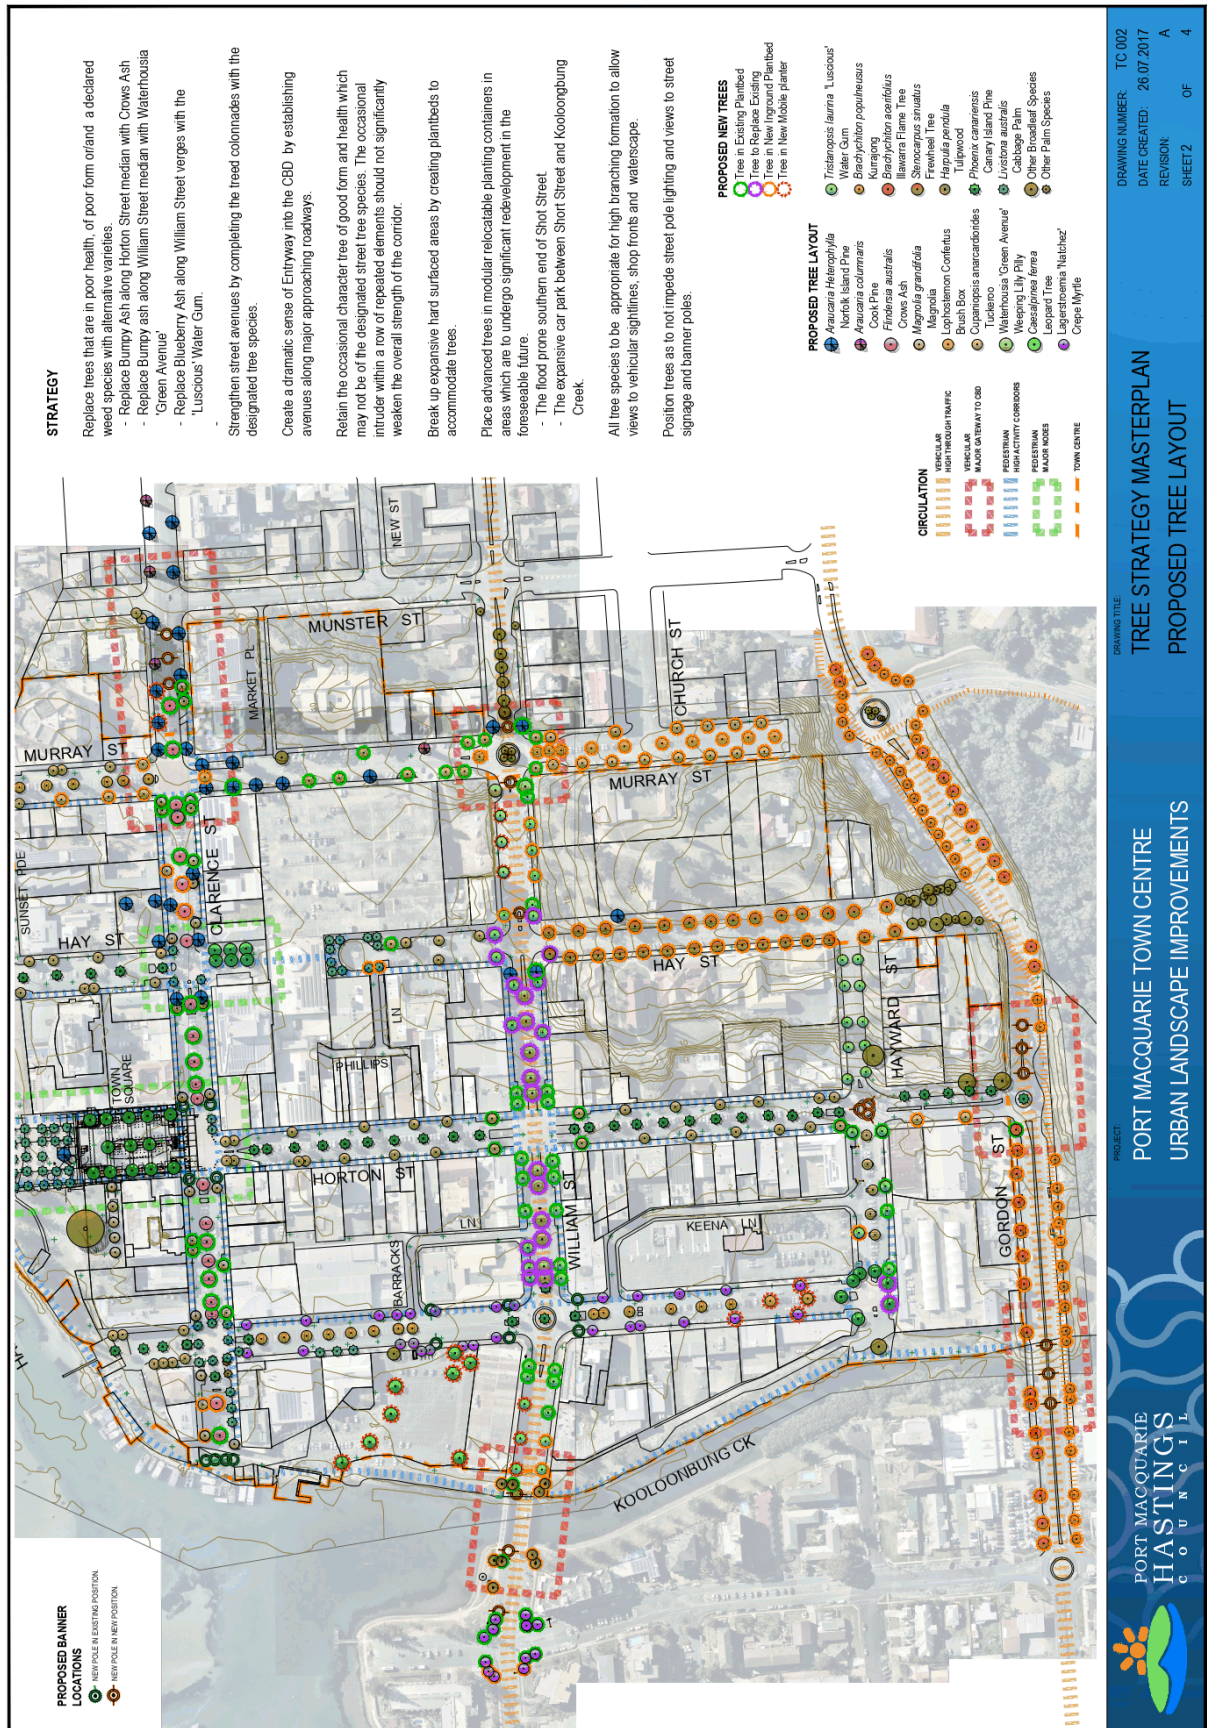 STRATEGY
Replace trees that are in poor health, of poor form or/and a declared
weed species with alternative varieties.
- Replace Bumpy Ash along Horton Street median with Crows Ash
- Replace Bumpy ash along William Street median with Waterhousia
'Green Avenue'
- Replace Blueberry Ash along William Street verges with the
'Luscious' Water Gum.
-
Strengthen street avenues by completing the treed colonnades with the
designated tree species.
Create a dramatic sense of Entryway into the CBD by establishing
avenues along major approaching roadways.
Retain the occasional character tree of good form and health which
may not be of the designated street tree species. The occasional
intruder within a row of repeated elements should not significantly
weaken the overall strength of the corridor.
Break up expansive hard surfaced areas by creating plantbeds to
accommodate trees.
Place advanced trees in modular relocatable planting containers in
areas which are to undergo significant redevelopment in the
foreseeable future.
- The flood prone southern end of Shot Street.
- The expansive car park between Short Street and Kooloongbung
Creek.
All tree species to be appropriate for high branching formation to allow
views to vehicular sightlines, shop fronts and waterscape.
Position trees as to not impede street pole lighting and views to street
signage and banner poles.
PROPOSED NEW TREES
Tree in Existing Plantbed
Tree to Replace Existing
Tree in New Inground Plantbed
Tree in New Mobile planter
PROPOSED TREE LAYOUT
Araucaria Heterophylla
Norfolk Island Pine
Araucaria columnaris
Cook Pine
Flindersia australis
Crows Ash
Magnolia grandifola
Magnolia
Lophostemon Confertus
Brush Box
Cupaniopsis anarcardiorides
Tuckeroo
Waterhousia 'Green Avenue'
Weeping Lilly Pilly
Caesalpinea ferrea
Leopard Tree
Lagerstroemia 'Natchez'
Crepe Myrtle
Tristanopsis laurina 'Luscious'
Water Gum
Brachychiton populneusus
Kurrajong
Brachychiton acerifolius
Illawarra Flame Tree
Stenocarpus sinuatus
Firewheel Tree
Harpulia pendula
Tulipwood
Phoenix canariensis
Canary Island Pine
Livistona australis
Cabbage Palm
Other Broadleaf Species
Other Palm Species
CIRCULATION
VEHICULAR
HIGH THROUGH TRAFFIC
VEHICULAR
MAJOR GATEWAY TO CBD
PEDESTRIAN
HIGH ACTIVITY CORRIDORS
PEDESTRIAN
MAJOR NODES
TOWN CENTRE
PROPOSED BANNER
LOCATIONS
NEW POLE IN EXISTING POSITION.
NEW POLE IN NEW POSITION.
NEW ST
MUNSTER ST
MARKET PL
CHURCH ST
MURRAY ST
MURRAY ST
SUNSET PDE
CLARENCE ST
HAY ST
HAY ST
HAYWARD ST
TOWN
SQUARE
PHILLIPS
LN
HORTON ST
WILLIAM ST
LN
BARRACKS
KEENA LN
GORDON ST
KOOLOONBUNG CK
PORT MACQUARIE
HASTINGS
COUNCIL
PROJECT:
PORT MACQUARIE TOWN CENTRE
URBAN LANDSCAPE IMPROVEMENTS
DRAWING TITLE:
TREE STRATEGY MASTERPLAN
PROPOSED TREE LAYOUT
DRAWING NUMBER: TC 002
DATE CREATED: 26.07.2017
REVISION: A
SHEET 2 OF 4